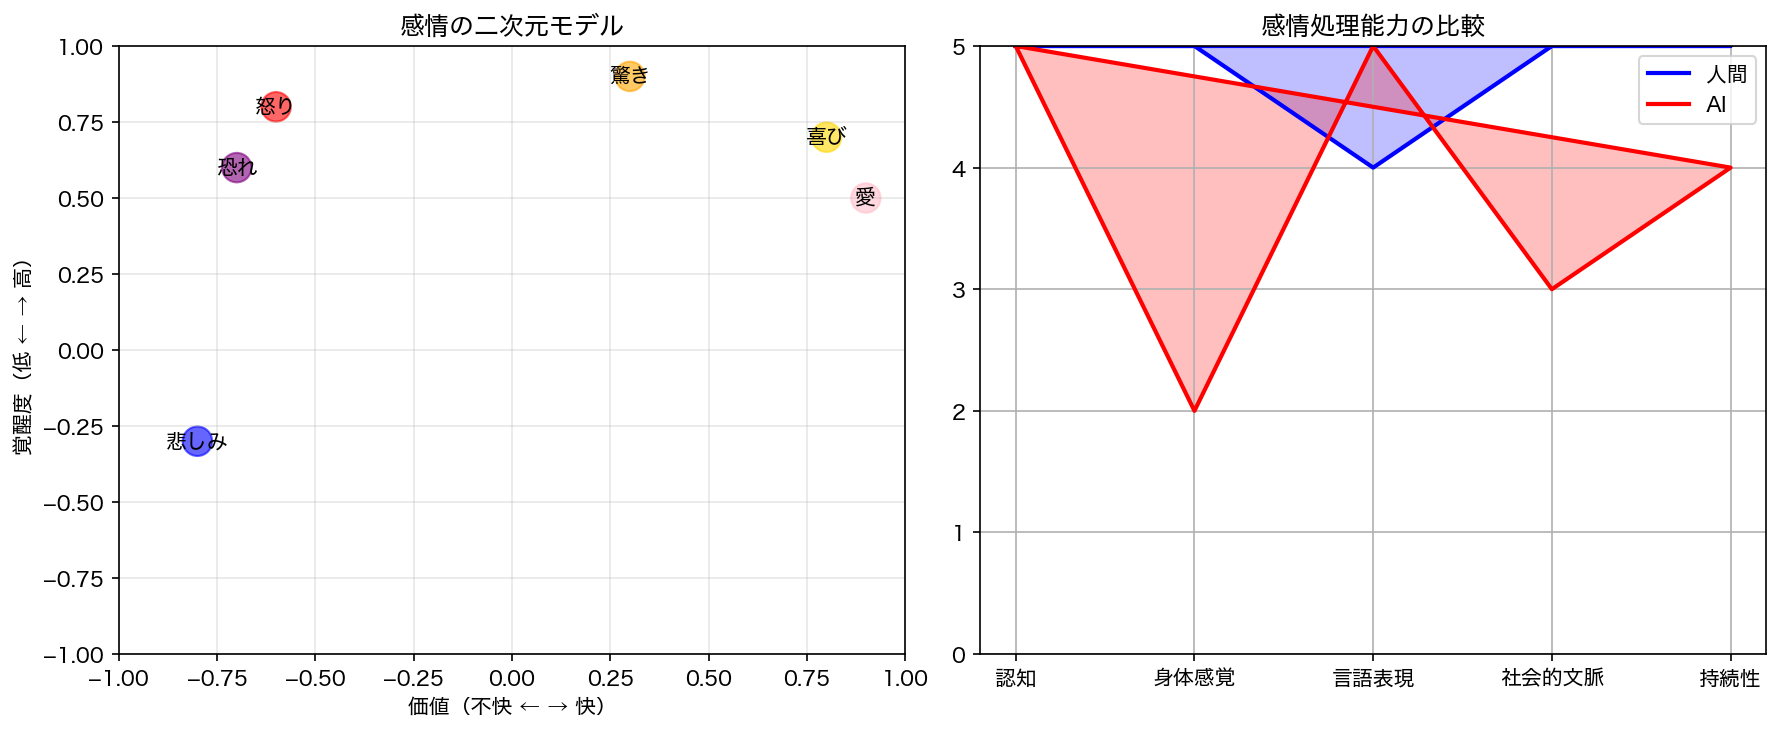 感情の二次元モデル
1.00
0.75
0.50
0.25
0.00
−0.25
−0.50
−0.75
−1.00
覚醒度（低 ← → 高）
驚き
怒り
喜び
恐れ
愛
悲しみ
−1.00 −0.75 −0.50 −0.25 0.00 0.25 0.50 0.75 1.00
価値（不快 ← → 快）
感情処理能力の比較
5
4
3
2
1
0
人間
AI
認知 身体感覚 言語表現 社会的文脈 持続性